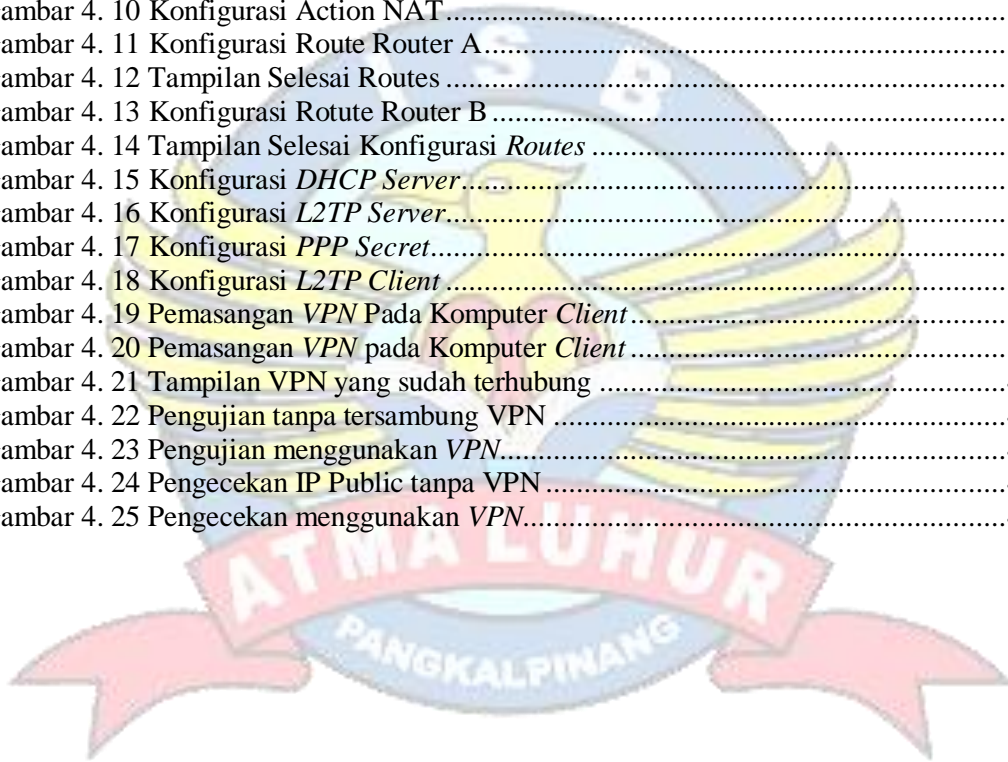 ambar 4. 10 Konfigurasi Action NAT
ambar 4. 11 Konfigurasi Route Router A
ambar 4. 12 Tampilan Selesai Routes
ambar 4. 13 Konfigurasi Rotute Router B
ambar 4. 14 Tampilan Selesai Konfigurasi Routes
ambar 4. 15 Konfigurasi DHCP Server
ambar 4. 16 Konfigurasi L2TP Server
ambar 4. 17 Konfigurasi PPP Secret
ambar 4. 18 Konfigurasi L2TP Client
ambar 4. 19 Pemasangan VPN Pada Komputer Client
ambar 4. 20 Pemasangan VPN pada Komputer Client
ambar 4. 21 Tampilan VPN yang sudah terhubung
ambar 4. 22 Pengujian tanpa tersambung VPN
ambar 4. 23 Pengujian menggunakan VPN
ambar 4. 24 Pengecekan IP Public tanpa VPN
ambar 4. 25 Pengecekan menggunakan VPN
I S B
ATMA LUHUR
PANGKALPINANG